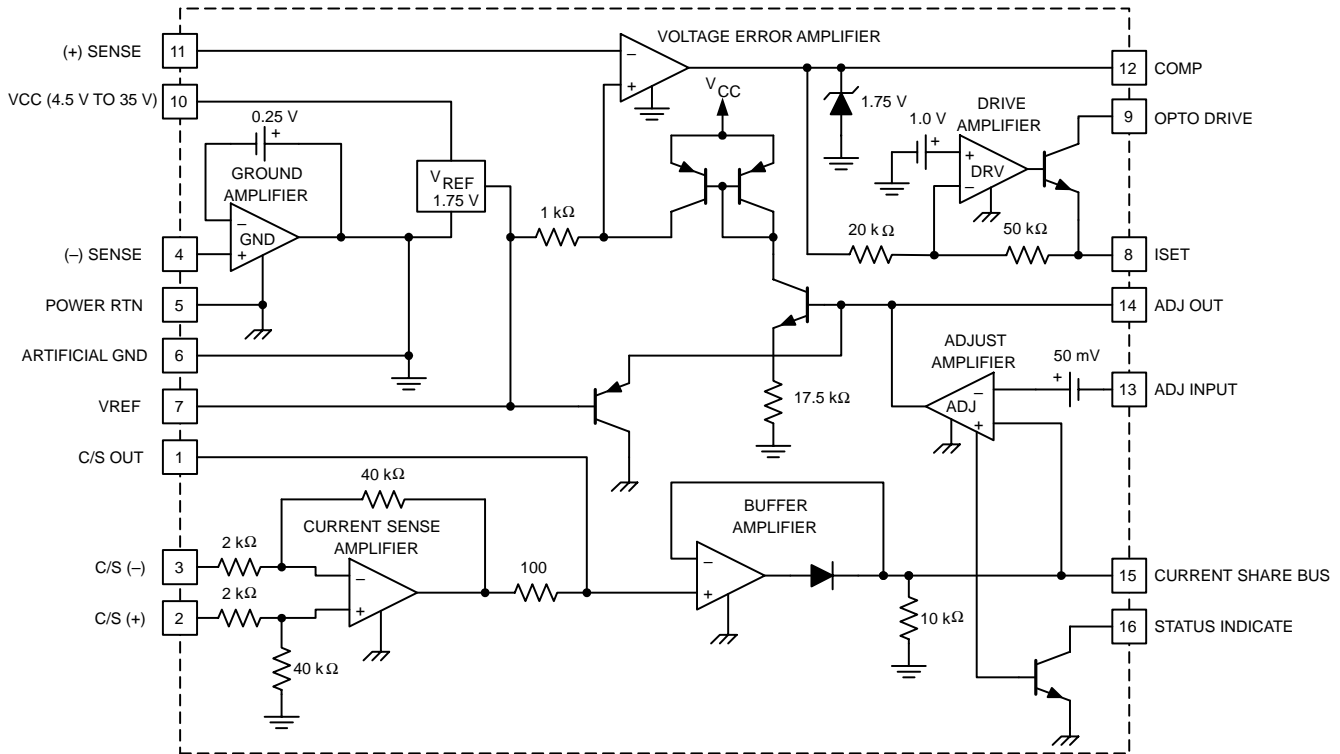 (+) SENSE
11
VOLTAGE ERROR AMPLIFIER
−
+
12
COMP
VCC (4.5 V TO 35 V)
10
VCC
1.75 V
0.25 V
+
DRIVE
AMPLIFIER
1.0 V
+
9
OPTO DRIVE
GROUND
AMPLIFIER
VREF
1.75 V
+
DRV
−
−
GND
+
1 kΩ
20 kΩ
50 kΩ
(–) SENSE
4
8
ISET
POWER RTN
5
14
ADJ OUT
ARTIFICIAL GND
6
ADJUST
AMPLIFIER
50 mV
+
−
ADJ
+
13
ADJ INPUT
VREF
7
17.5 kΩ
C/S OUT
1
40 kΩ
CURRENT SENSE
AMPLIFIER
BUFFER
AMPLIFIER
2 kΩ
C/S (–)
3
−
+
100
−
+
15
CURRENT SHARE BUS
2 kΩ
C/S (+)
2
10 kΩ
16
STATUS INDICATE
40 kΩ